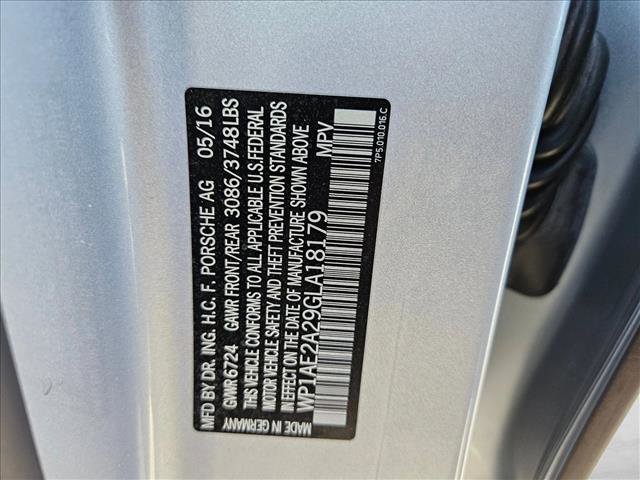 MFD BY DR. ING. H.C. F. PORSCHE AG 05/16
GVWR 6724 GAWR FRONT/REAR 3086/3748LBS
THIS VEHICLE CONFORMS TO ALL APPLICABLE U.S.FEDERAL
MOTOR VEHICLE SAFETY AND THEFT PREVENTION STANDARDS
IN EFFECT ON THE DATE OF MANUFACTURE SHOWN ABOVE
WP1AE2A29GLA18179 MPV
MADE IN GERMANY 7P5.010.016.C